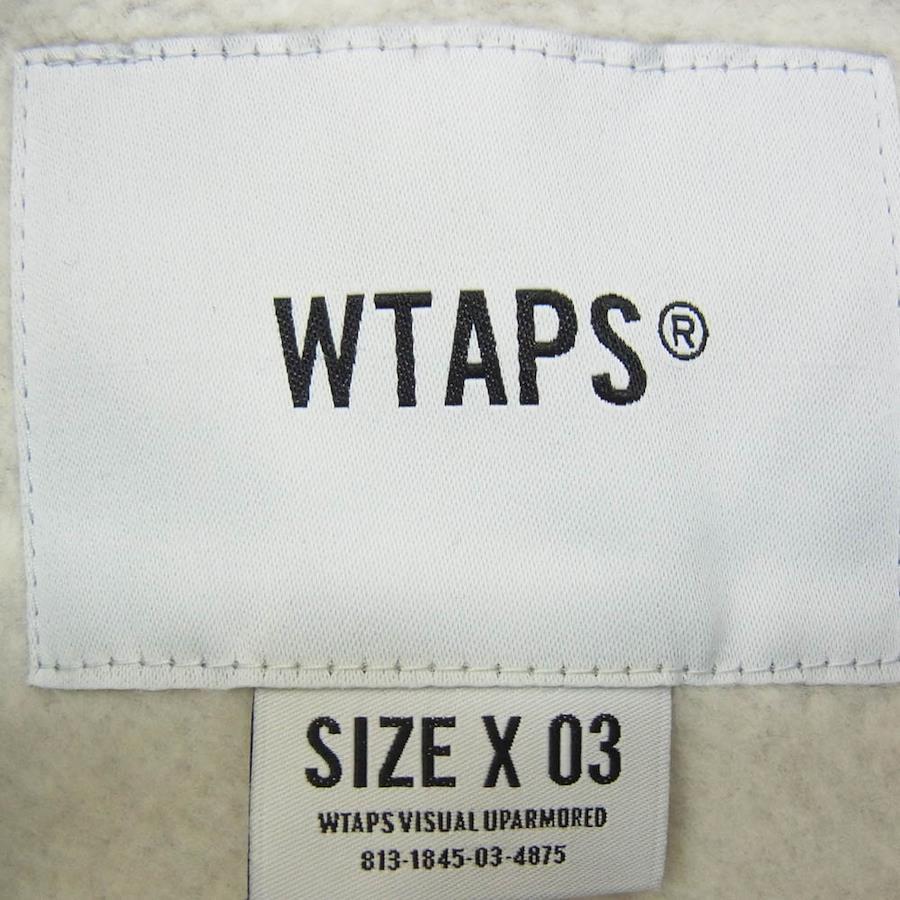 WTAPS®
SIZE X 03
WTAPS VISUAL UPARMORED
813-1845-03-4875